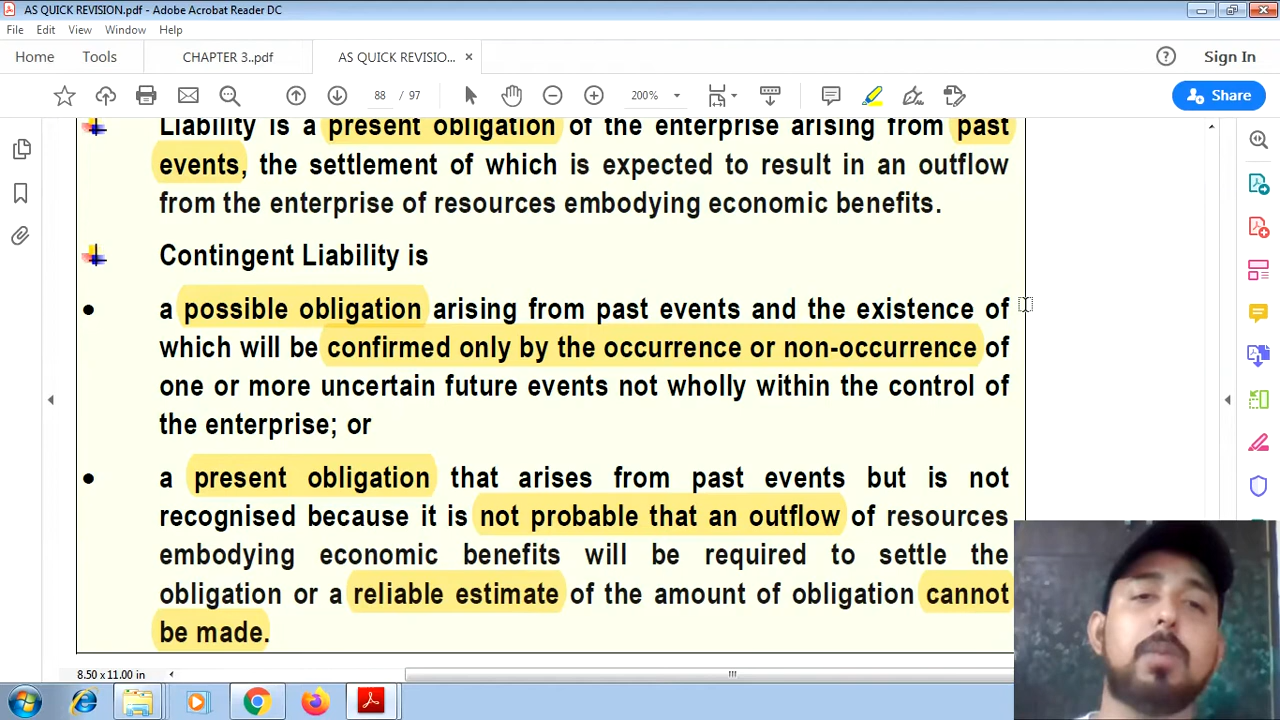 AS QUICK REVISION.pdf - Adobe Acrobat Reader DC
File Edit View Window Help
Home Tools CHAPTER 3..pdf AS QUICK REVISIO... ×
88 / 97 200% Share
? Sign In
Liability is a present obligation of the enterprise arising from past
events, the settlement of which is expected to result in an outflow
from the enterprise of resources embodying economic benefits.
Contingent Liability is
• a possible obligation arising from past events and the existence of
which will be confirmed only by the occurrence or non-occurrence of
one or more uncertain future events not wholly within the control of
the enterprise; or
• a present obligation that arises from past events but is not
recognised because it is not probable that an outflow of resources
embodying economic benefits will be required to settle the
obligation or a reliable estimate of the amount of obligation cannot
be made.
8.50 x 11.00 in